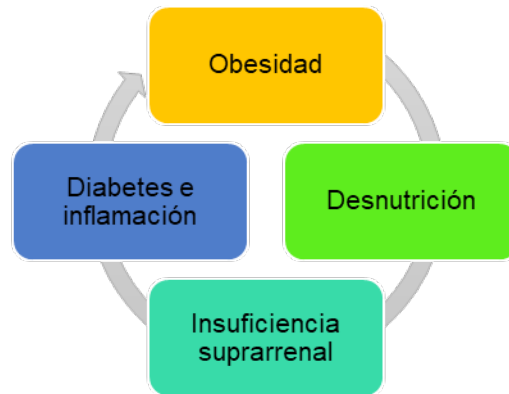 Obesidad
Desnutrición
Insuficiencia
suprarrenal
Diabetes e
inflamación